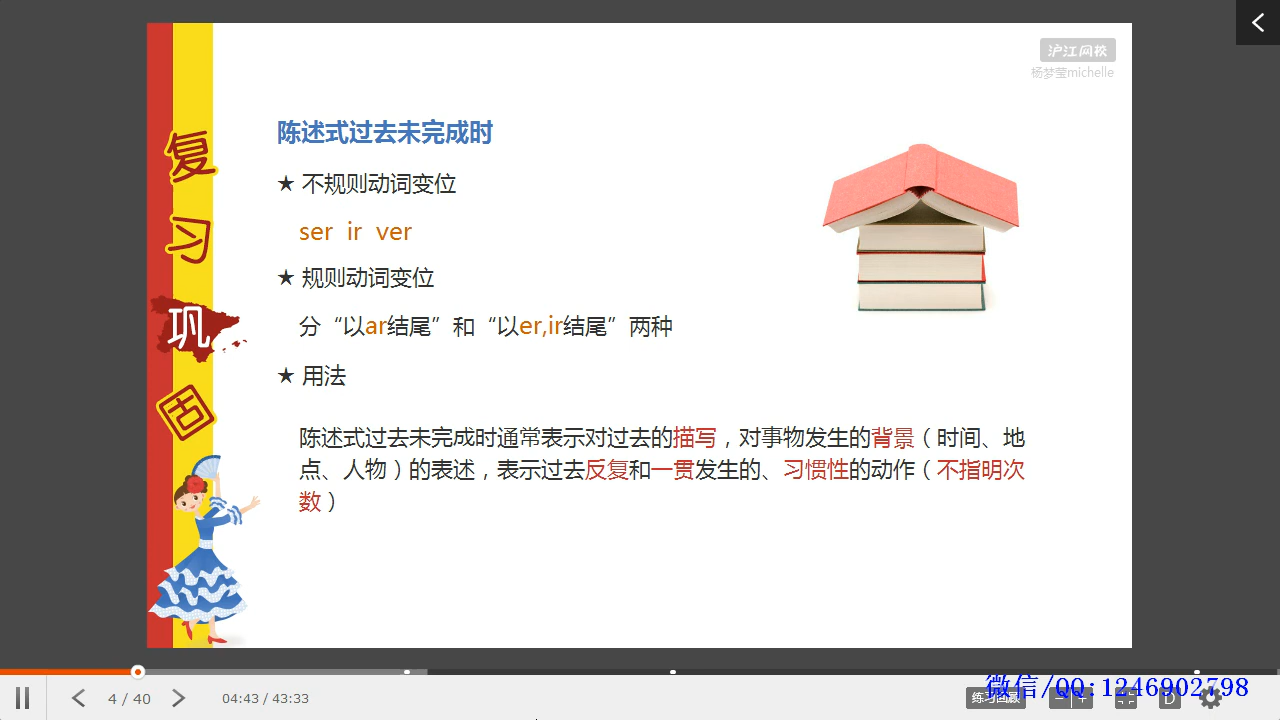 沪江网校
杨梦莹michelle
复
习
巩
固
陈述式过去未完成时
★ 不规则动词变位
ser ir ver
★ 规则动词变位
分“以ar结尾”和“以er,ir结尾”两种
★ 用法
陈述式过去未完成时通常表示对过去的描写，对事物发生的背景（时间、地
点、人物）的表述，表示过去反复和一贯发生的、习惯性的动作（不指明次
数）
4 / 40
04:43 / 43:33
微信/QQ:1246902798
D